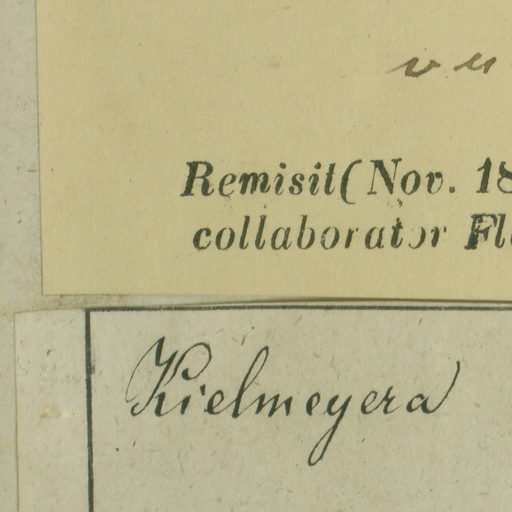 Remisit (Nov. 18
collaborator Fl
Kielmeyera